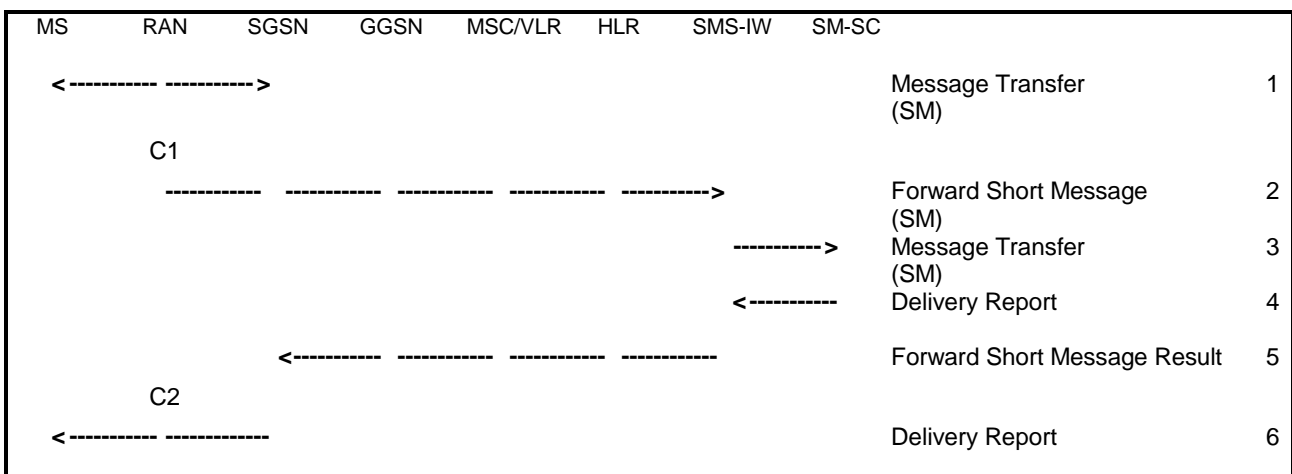 MS RAN SGSN GGSN MSC/VLR HLR SMS-IW SM-SC
<----------- ----------->
Message Transfer 1
(SM)
C1
------------ ------------ ------------ ------------ ----------->
Forward Short Message 2
(SM)
-----------> Message Transfer 3
(SM)
<----------- Delivery Report 4
<----------- ------------ ------------ ------------ Forward Short Message Result 5
C2
<----------- ------------- Delivery Report 6